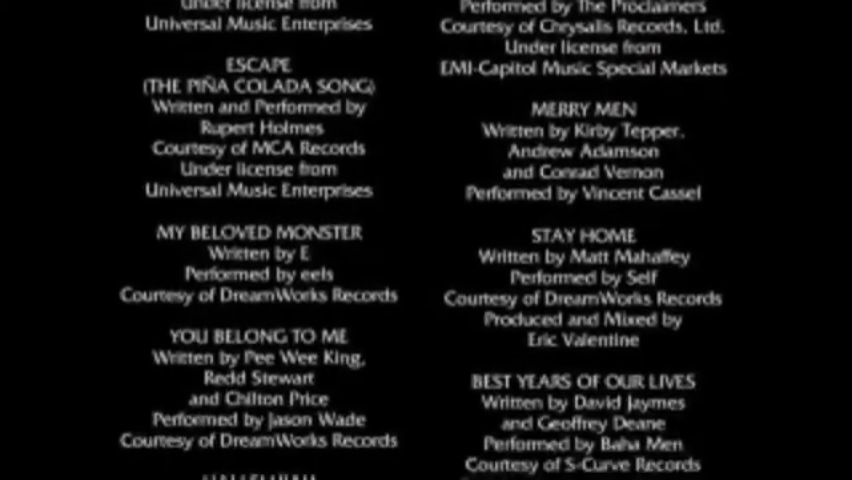 Under license from
Universal Music Enterprises
ESCAPE
(THE PIÑA COLADA SONG)
Written and Performed by
Rupert Holmes
Courtesy of MCA Records
Under license from
Universal Music Enterprises
MY BELOVED MONSTER
Written by E
Performed by eels
Courtesy of DreamWorks Records
YOU BELONG TO ME
Written by Pee Wee King,
Redd Stewart
and Chilton Price
Performed by Jason Wade
Courtesy of DreamWorks Records
Performed by The Proclaimers
Courtesy of Chrysalis Records, Ltd.
Under license from
EMI-Capitol Music Special Markets
MERRY MEN
Written by Kirby Tepper,
Andrew Adamson
and Conrad Vernon
Performed by Vincent Cassel
STAY HOME
Written by Matt Mahaffey
Performed by Self
Courtesy of DreamWorks Records
Produced and Mixed by
Eric Valentine
BEST YEARS OF OUR LIVES
Written by David Jaymes
and Geoffrey Deane
Performed by Baha Men
Courtesy of S-Curve Records